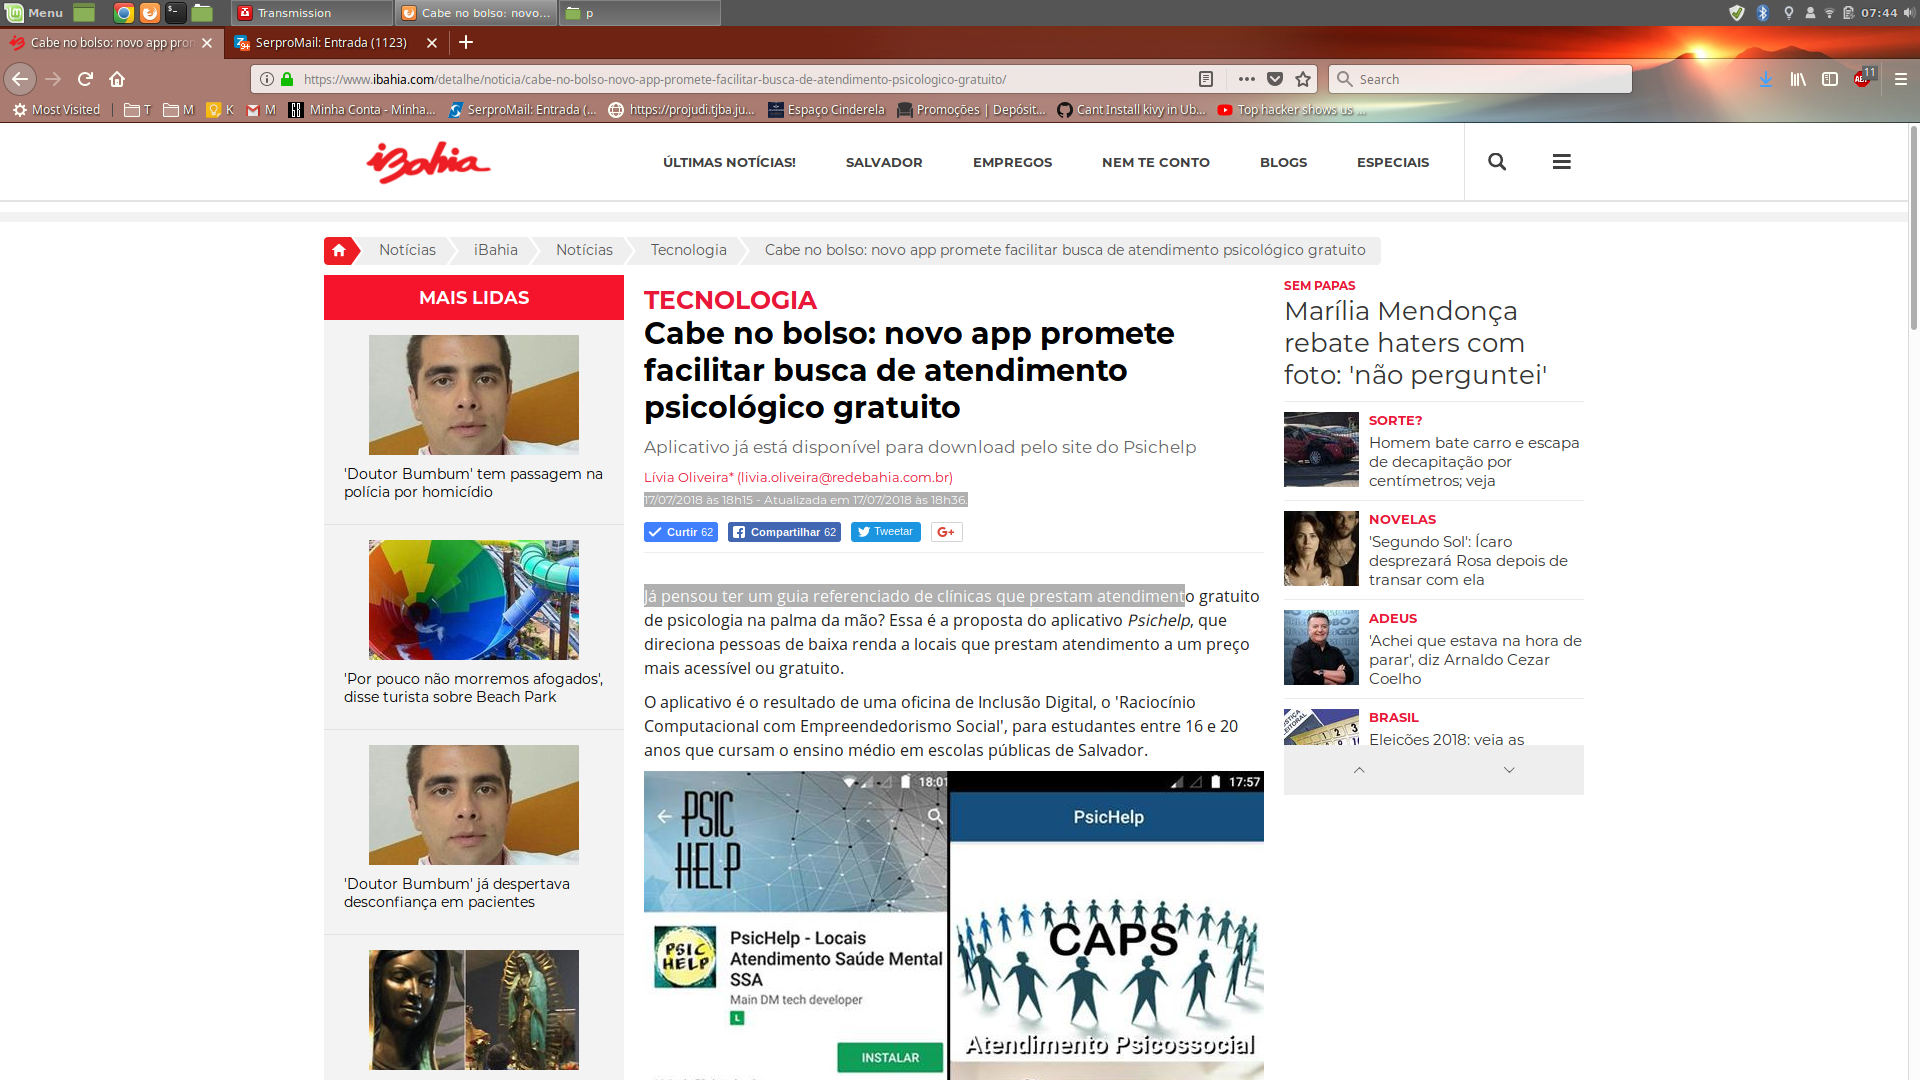 Menu
Transmission
Cabe no bolso: novo...
p
07:44
Cabe no bolso: novo app pron
SerproMail: Entrada (1123)
https://www.ibahia.com/detalhe/noticia/cabe-no-bolso-novo-app-promete-facilitar-busca-de-atendimento-psicologico-gratuito/
Search
11
Most Visited
T
M
K
M
Minha Conta - Minha...
SerproMail: Entrada (...
https://projudi.tjba.ju...
Espaço Cinderela
Promoções | Depósit...
Cant Install kivy in Ub...
Top hacker shows us ...
iBahia
ÚLTIMAS NOTÍCIAS!
SALVADOR
EMPREGOS
NEM TE CONTO
BLOGS
ESPECIAIS
Notícias
iBahia
Notícias
Tecnologia
Cabe no bolso: novo app promete facilitar busca de atendimento psicológico gratuito
MAIS LIDAS
'Doutor Bumbum' tem passagem na
polícia por homicídio
'Por pouco não morremos afogados',
disse turista sobre Beach Park
'Doutor Bumbum' já despertava
desconfiança em pacientes
TECNOLOGIA
Cabe no bolso: novo app promete
facilitar busca de atendimento
psicológico gratuito
Aplicativo já está disponível para download pelo site do Psichelp
Lívia Oliveira* (livia.oliveira@redebahia.com.br)
17/07/2018 às 18h15 - Atualizada em 17/07/2018 às 18h36.
Curtir 62
Compartilhar 62
Tweetar
G+
Já pensou ter um guia referenciado de clínicas que prestam atendimento gratuito
de psicologia na palma da mão? Essa é a proposta do aplicativo Psichelp, que
direciona pessoas de baixa renda a locais que prestam atendimento a um preço
mais acessível ou gratuito.
O aplicativo é o resultado de uma oficina de Inclusão Digital, o 'Raciocínio
Computacional com Empreendedorismo Social', para estudantes entre 16 e 20
anos que cursam o ensino médio em escolas públicas de Salvador.
18:01
PSIC
HELP
PSIC
HELP
PsicHelp - Locais
Atendimento Saúde Mental
SSA
Main DM tech developer
L
INSTALAR
17:57
PsicHelp
CAPS
Atendimento Psicossocial
SEM PAPAS
Marília Mendonça
rebate haters com
foto: 'não perguntei'
SORTE?
Homem bate carro e escapa
de decapitação por
centímetros; veja
NOVELAS
'Segundo Sol': Ícaro
desprezará Rosa depois de
transar com ela
ADEUS
'Achei que estava na hora de
parar', diz Arnaldo Cezar
Coelho
BRASIL
Eleições 2018: veja as